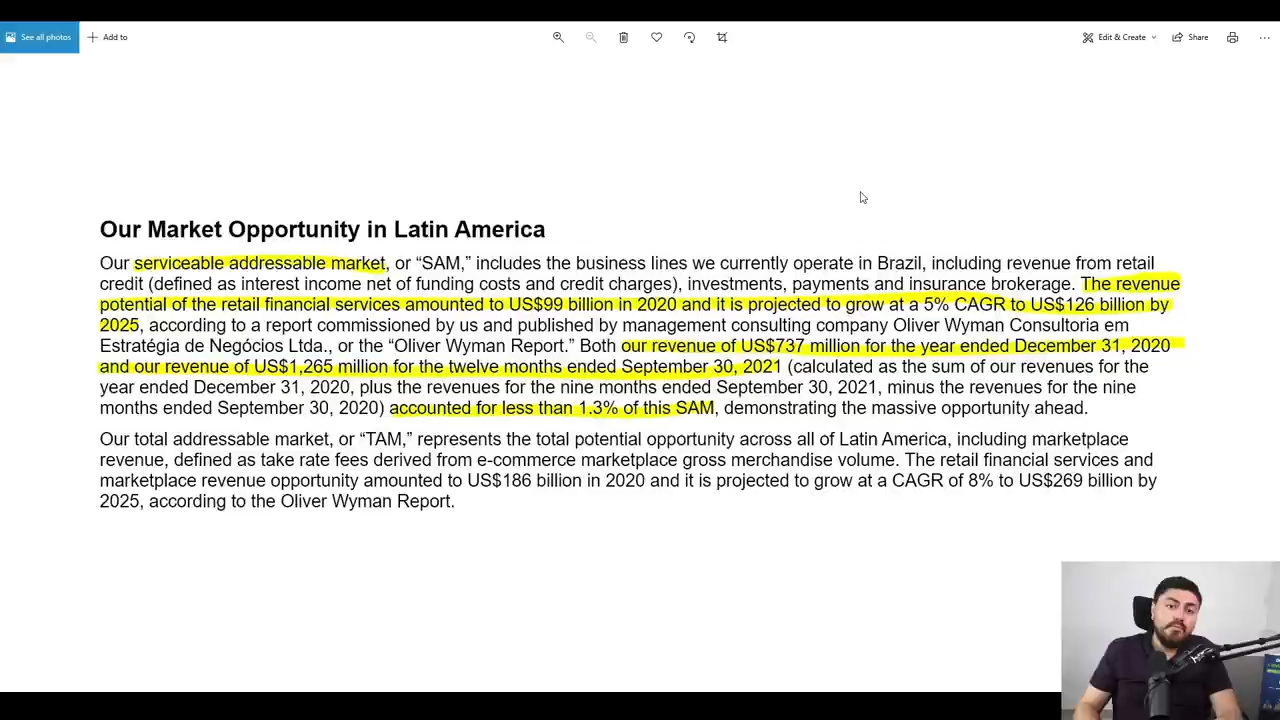 See all photos
Add to
Edit & Create
Share
Our Market Opportunity in Latin America
Our serviceable addressable market, or “SAM,” includes the business lines we currently operate in Brazil, including revenue from retail
credit (defined as interest income net of funding costs and credit charges), investments, payments and insurance brokerage. The revenue
potential of the retail financial services amounted to US$99 billion in 2020 and it is projected to grow at a 5% CAGR to US$126 billion by
2025, according to a report commissioned by us and published by management consulting company Oliver Wyman Consultoria em
Estratégia de Negócios Ltda., or the “Oliver Wyman Report.” Both our revenue of US$737 million for the year ended December 31, 2020
and our revenue of US$1,265 million for the twelve months ended September 30, 2021 (calculated as the sum of our revenues for the
year ended December 31, 2020, plus the revenues for the nine months ended September 30, 2021, minus the revenues for the nine
months ended September 30, 2020) accounted for less than 1.3% of this SAM, demonstrating the massive opportunity ahead.
Our total addressable market, or “TAM,” represents the total potential opportunity across all of Latin America, including marketplace
revenue, defined as take rate fees derived from e-commerce marketplace gross merchandise volume. The retail financial services and
marketplace revenue opportunity amounted to US$186 billion in 2020 and it is projected to grow at a CAGR of 8% to US$269 billion by
2025, according to the Oliver Wyman Report.